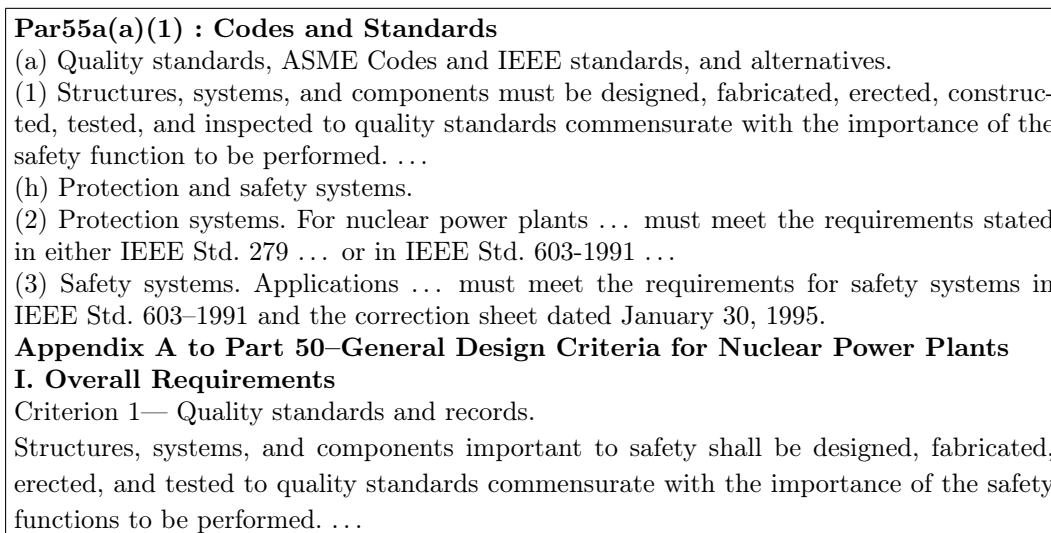 Par55a(a)(1) : Codes and Standards
(a) Quality standards, ASME Codes and IEEE standards, and alternatives.
(1) Structures, systems, and components must be designed, fabricated, erected, construc-
ted, tested, and inspected to quality standards commensurate with the importance of the
safety function to be performed. ...
(h) Protection and safety systems.
(2) Protection systems. For nuclear power plants ... must meet the requirements stated
in either IEEE Std. 279 ... or in IEEE Std. 603-1991 ...
(3) Safety systems. Applications ... must meet the requirements for safety systems in
IEEE Std. 603–1991 and the correction sheet dated January 30, 1995.
Appendix A to Part 50–General Design Criteria for Nuclear Power Plants
I. Overall Requirements
Criterion 1— Quality standards and records.
Structures, systems, and components important to safety shall be designed, fabricated,
erected, and tested to quality standards commensurate with the importance of the safety
functions to be performed. ...